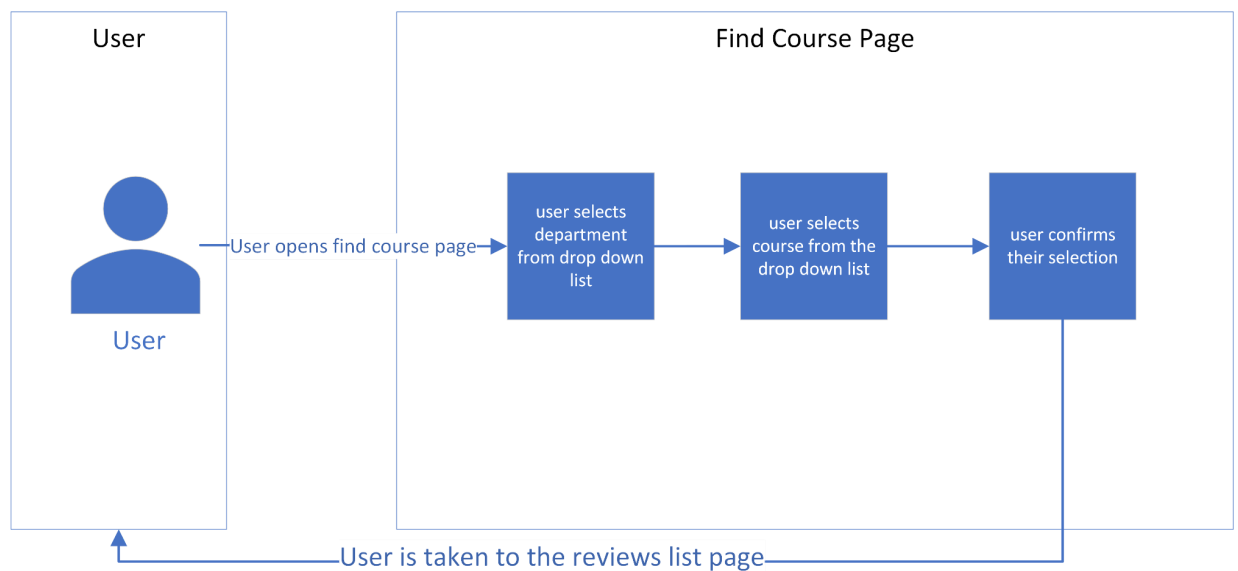 User
Find Course Page
User opens find course page
user selects
department
from drop down
list
user selects
course from the
drop down list
user confirms
their selection
User
User is taken to the reviews list page